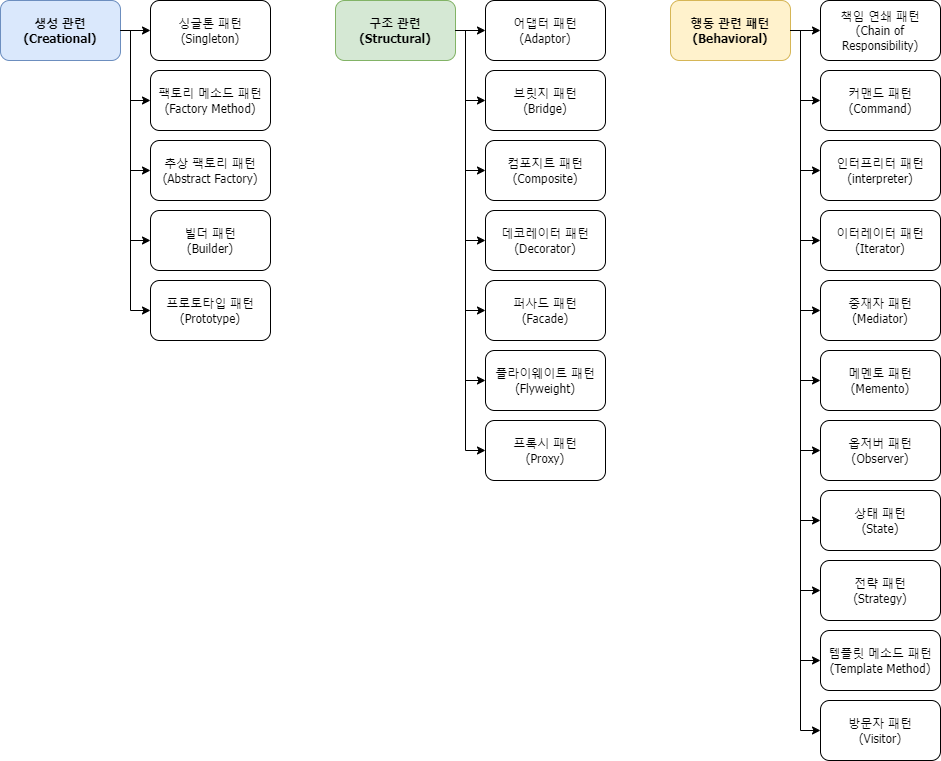 생성 관련
(Creational)
싱글톤 패턴
(Singleton)
팩토리 메소드 패턴
(Factory Method)
추상 팩토리 패턴
(Abstract Factory)
빌더 패턴
(Builder)
프로토타입 패턴
(Prototype)
구조 관련
(Structural)
어댑터 패턴
(Adaptor)
브릿지 패턴
(Bridge)
컴포지트 패턴
(Composite)
데코레이터 패턴
(Decorator)
퍼사드 패턴
(Facade)
플라이웨이트 패턴
(Flyweight)
프록시 패턴
(Proxy)
행동 관련 패턴
(Behavioral)
책임 연쇄 패턴
(Chain of
Responsibility)
커맨드 패턴
(Command)
인터프리터 패턴
(interpreter)
이터레이터 패턴
(Iterator)
중재자 패턴
(Mediator)
메멘토 패턴
(Memento)
옵저버 패턴
(Observer)
상태 패턴
(State)
전략 패턴
(Strategy)
템플릿 메소드 패턴
(Template Method)
방문자 패턴
(Visitor)